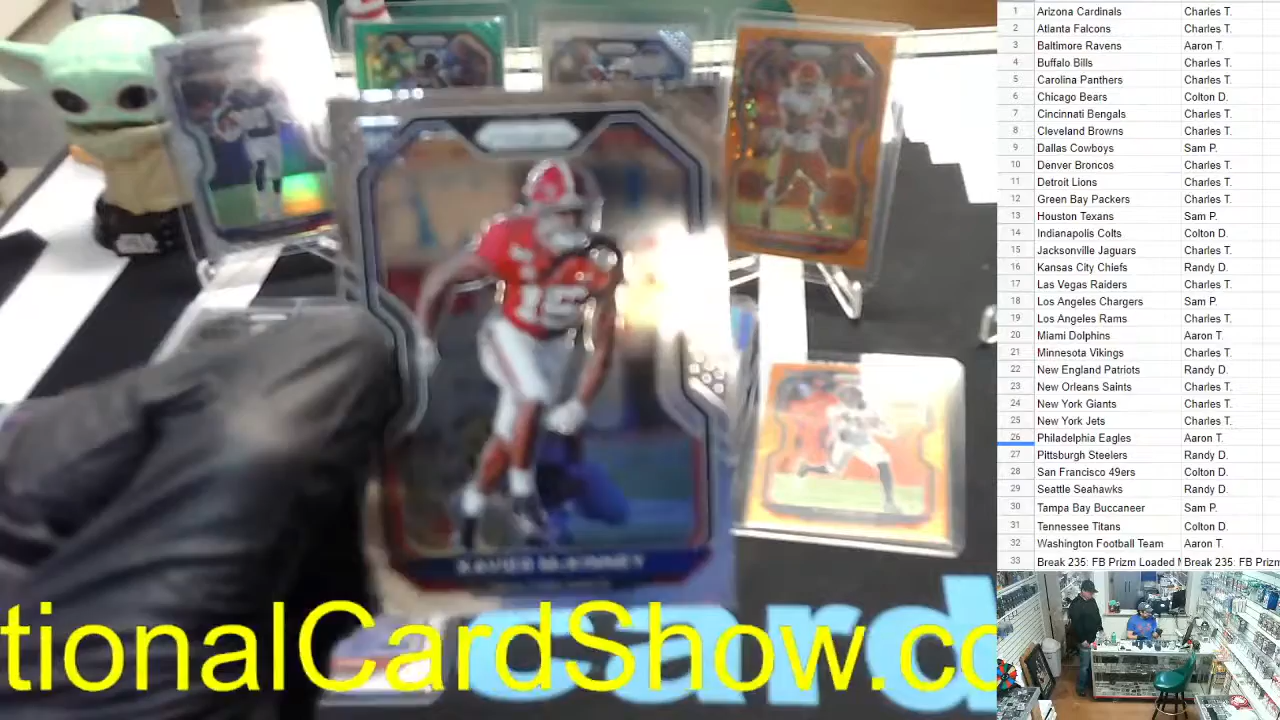 1 Arizona Cardinals Charles T.
2 Atlanta Falcons Charles T.
3 Baltimore Ravens Aaron T.
4 Buffalo Bills Charles T.
5 Carolina Panthers Charles T.
6 Chicago Bears Colton D.
7 Cincinnati Bengals Charles T.
8 Cleveland Browns Charles T.
9 Dallas Cowboys Sam P.
10 Denver Broncos Charles T.
11 Detroit Lions Charles T.
12 Green Bay Packers Charles T.
13 Houston Texans Sam P.
14 Indianapolis Colts Colton D.
15 Jacksonville Jaguars Charles T.
16 Kansas City Chiefs Randy D.
17 Las Vegas Raiders Charles T.
18 Los Angeles Chargers Sam P.
19 Los Angeles Rams Charles T.
20 Miami Dolphins Aaron T.
21 Minnesota Vikings Charles T.
22 New England Patriots Randy D.
23 New Orleans Saints Charles T.
24 New York Giants Charles T.
25 New York Jets Charles T.
26 Philadelphia Eagles Aaron T.
27 Pittsburgh Steelers Randy D.
28 San Francisco 49ers Colton D.
29 Seattle Seahawks Randy D.
30 Tampa Bay Buccaneer Sam P.
31 Tennessee Titans Colton D.
32 Washington Football Team Aaron T.
33 Break 235: FB Prizm Loaded Break 235: FB Prizm
15
XAVIER McKINNEY
tionalCardShow.co